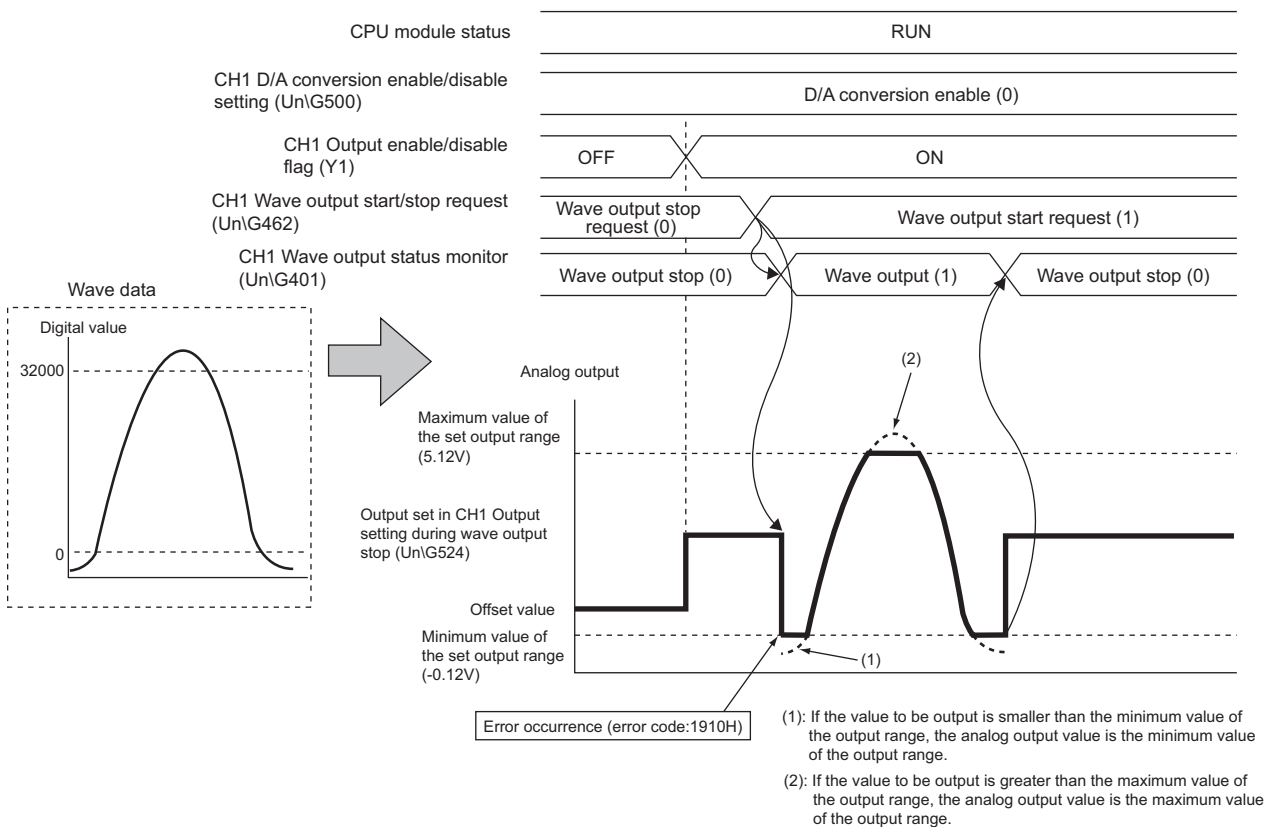 CPU module status
RUN
CH1 D/A conversion enable/disable
setting (Un\G500)
D/A conversion enable (0)
CH1 Output enable/disable
flag (Y1)
OFF
ON
CH1 Wave output start/stop request
(Un\G462)
Wave output stop
request (0)
Wave output start request (1)
CH1 Wave output status monitor
(Un\G401)
Wave output stop (0)
Wave output (1)
Wave output stop (0)
Wave data
Digital value
32000
0
Analog output
(2)
Maximum value of
the set output range
(5.12V)
Output set in CH1 Output
setting during wave output
stop (Un\G524)
Offset value
Minimum value of
the set output range
(-0.12V)
(1)
Error occurrence (error code:1910H)
(1): If the value to be output is smaller than the minimum value of
the output range, the analog output value is the minimum value
of the output range.
(2): If the value to be output is greater than the maximum value of
the output range, the analog output value is the maximum value
of the output range.